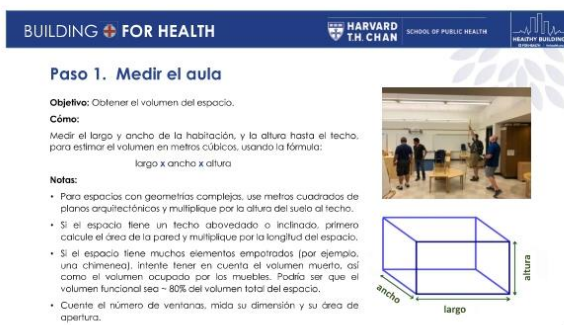 BUILDING FOR HEALTH
HARVARD
T.H. CHAN
SCHOOL OF PUBLIC HEALTH
HEALTHY BUILDINGS
Paso 1. Medir el aula
Objetivo: Obtener el volumen del espacio.
Cómo:
Medir el largo y ancho de la habitación, y la altura hasta el techo,
para estimar el volumen en metros cúbicos, usando la fórmula:
largo x ancho x altura
Notas:
• Para espacios con geometrías complejas, use metros cuadrados de
planos arquitectónicos y multiplique por la altura del suelo al techo.
• Si el espacio tiene un techo abovedado o inclinado, primero
calcule el área de la pared y multiplique por la longitud del espacio.
• Si el espacio tiene muchos elementos empotrados (por ejemplo,
una chimenea), intente tener en cuenta el volumen muerto, así
como el volumen ocupado por los muebles. Podría ser que el
volumen funcional sea ~ 80% del volumen total del espacio.
• Cuente el número de ventanas, mida su dimensión y su área de
apertura.
altura
ancho
largo